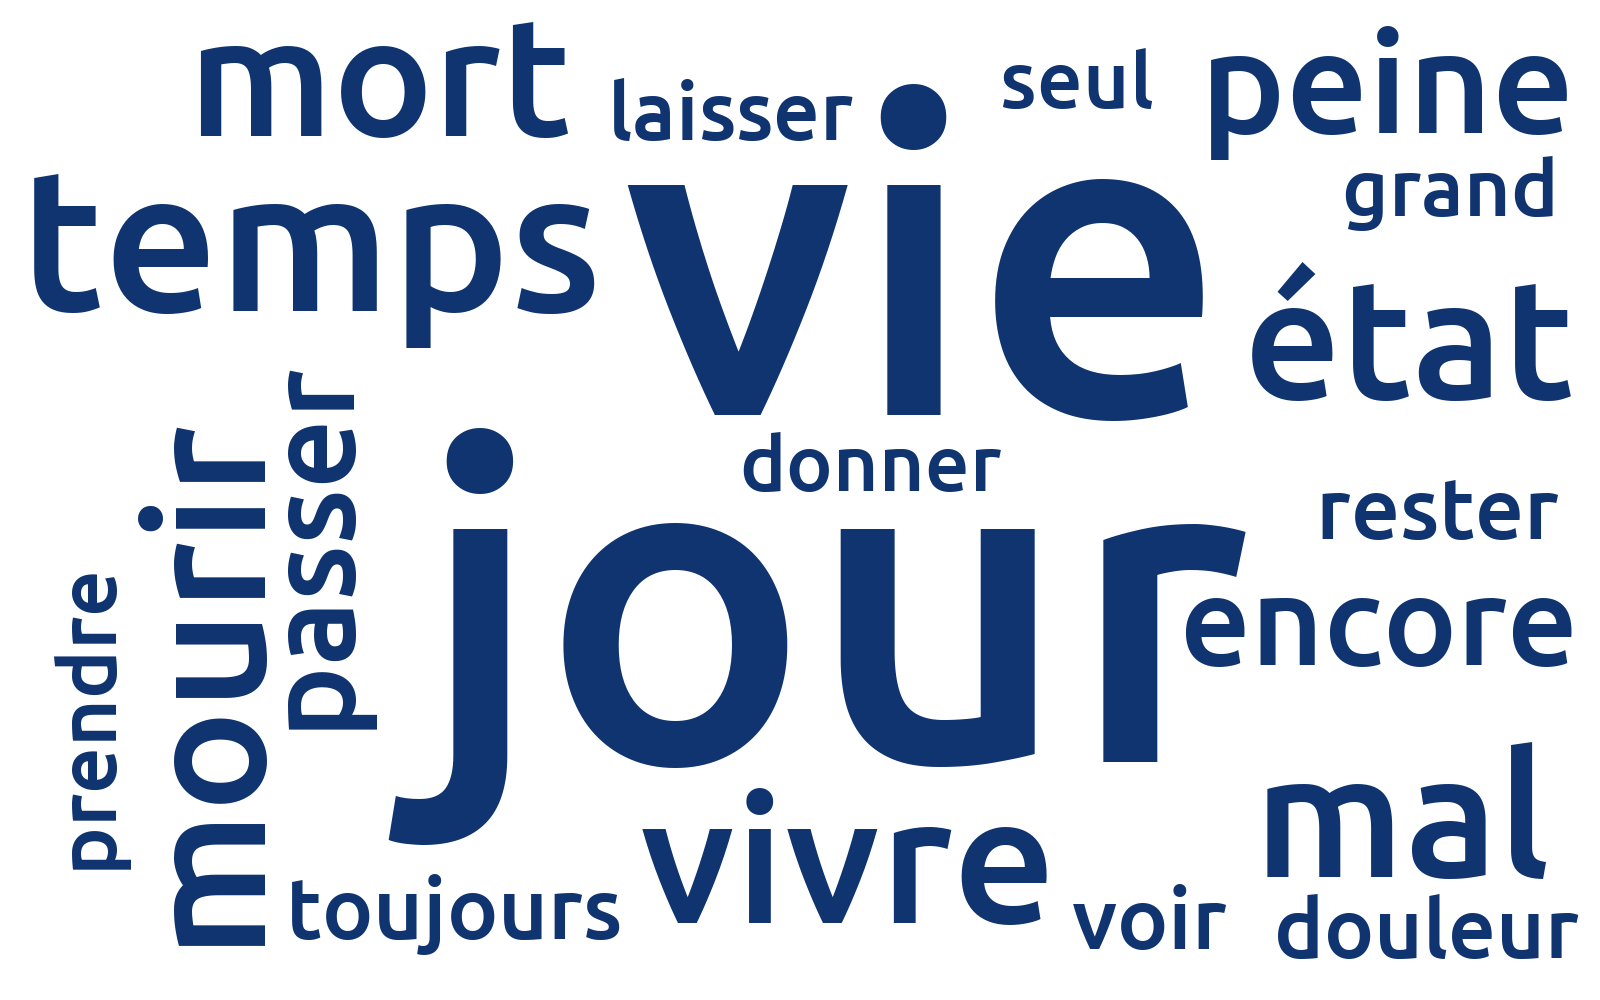 mort
laisser
seul
peine
vie
temps
grand
état
passer
mourir
jour
donner
rester
prendre
encore
mal
vivre
toujours
voir
douleur